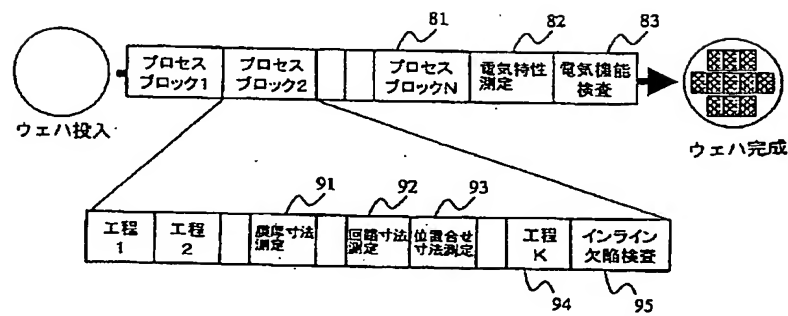 81
82
83
プロセス
ブロック1
プロセス
ブロック2
プロセス
ブロックN
電気特性
測定
電気機能
検査
ウェハ投入
ウェハ完成
91
92
93
工程
1
工程
2
膜厚寸法
測定
回路寸法
測定
位置合せ
寸法測定
工程
K
インライン
欠陥検査
94
95